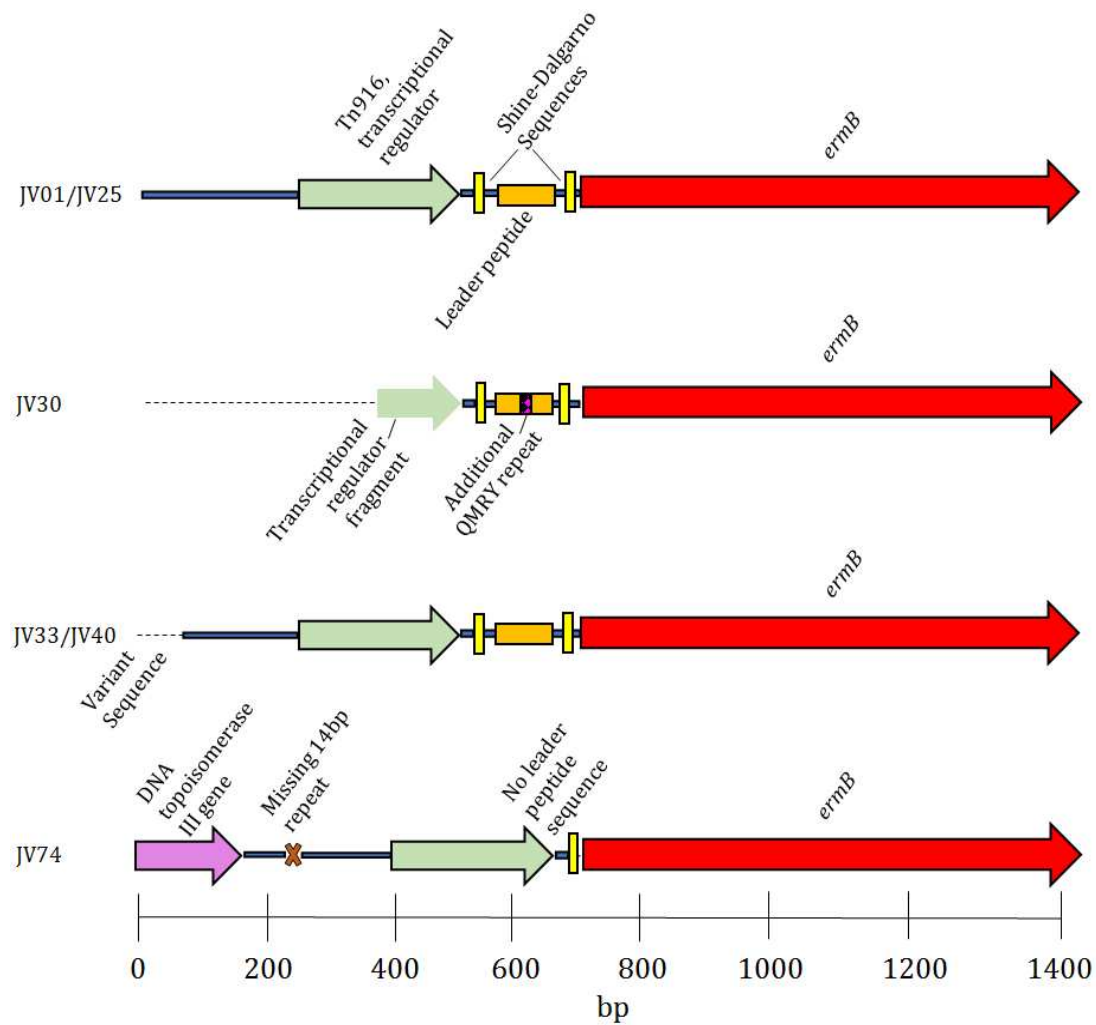 Tn916,
transcriptional
regulator
Shine-Dalgarno
Sequences
ermB
JV01/JV25
Leader peptide
ermB
JV30
Transcriptional
regulator
fragment
Additional
QMRY repeat
ermB
JV33/JV40
Variant
Sequence
DNA
topoisomerase
III gene
Missing 14bp
repeat
No leader
peptide
sequence
ermB
JV74
0 200 400 600 800 1000 1200 1400
bp